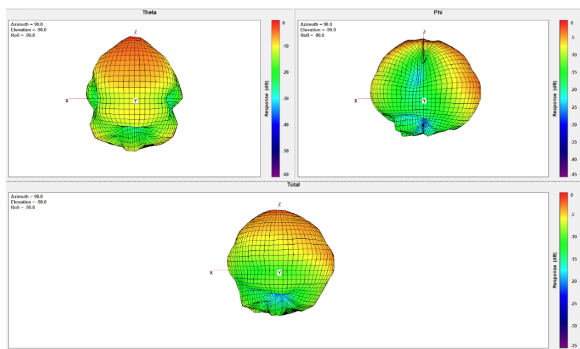 Theta
Azimuth = 90.0
Elevation = -90.0
Roll = -90.0
Z
X
Y
0
-10
-20
-30
-40
-50
-60
Response (dB)
Phi
Azimuth = 90.0
Elevation = -90.0
Roll = -90.0
Z
X
Y
0
-5
-10
-15
-20
-25
-30
-35
-40
-45
Response (dB)
Total
Azimuth = 90.0
Elevation = -90.0
Roll = -90.0
Z
X
Y
0
-5
-10
-15
-20
-25
-30
-35
Response (dB)